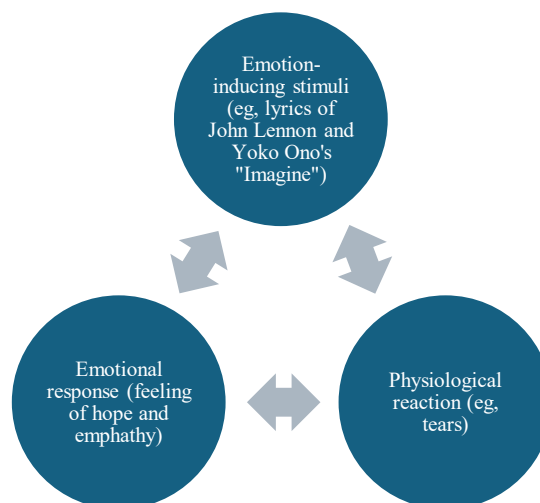 Emotion-
inducing stimuli
(eg, lyrics of
John Lennon and
Yoko Ono's
"Imagine")
Emotional
response (feeling
of hope and
emphathy)
Physiological
reaction (eg,
tears)